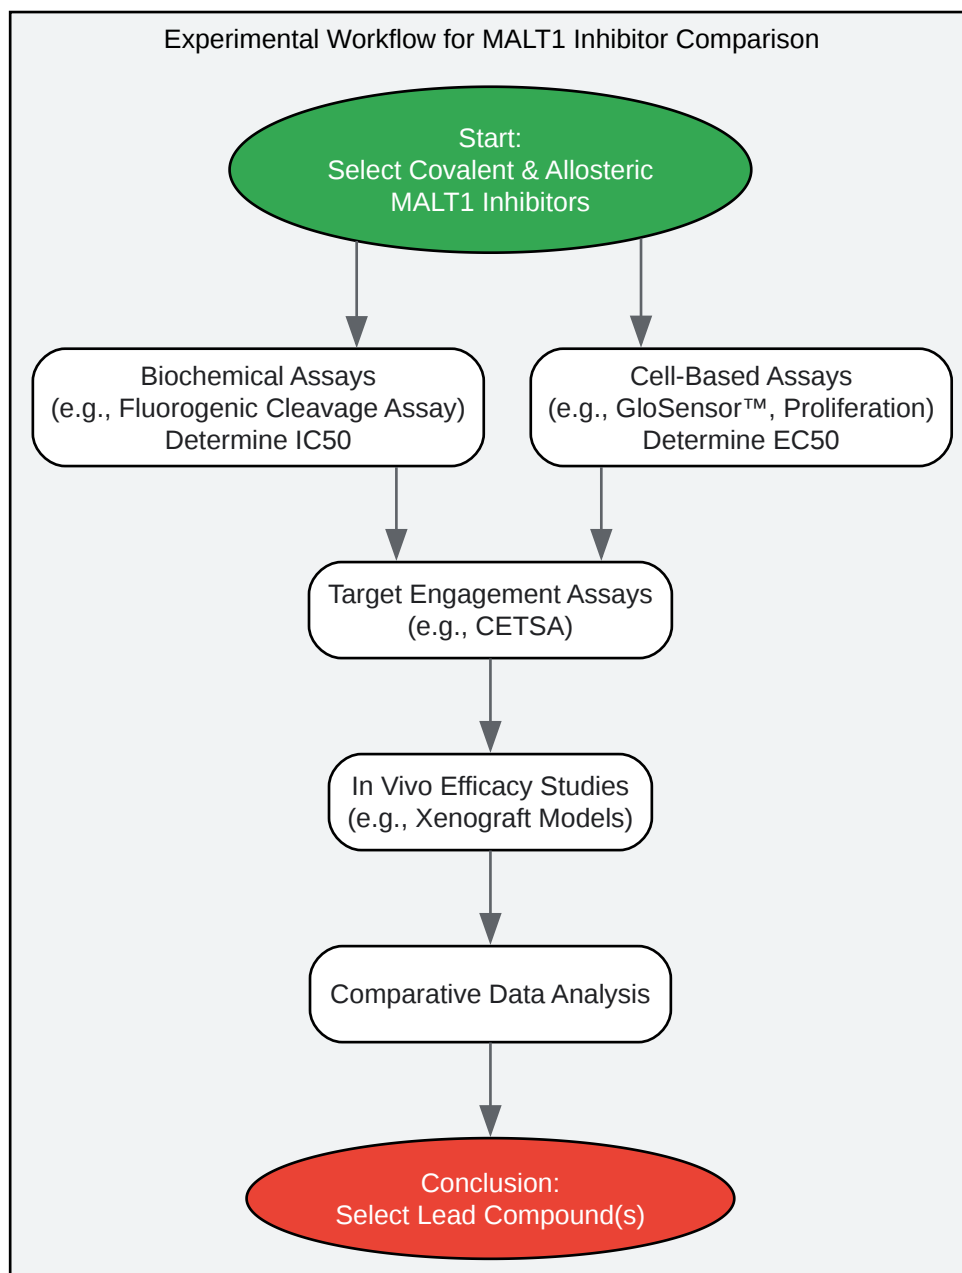 Experimental Workflow for MALT1 Inhibitor Comparison
Start:
Select Covalent & Allosteric
MALT1 Inhibitors
Biochemical Assays
(e.g., Fluorogenic Cleavage Assay)
Determine IC50
Cell-Based Assays
(e.g., GloSensor™, Proliferation)
Determine EC50
Target Engagement Assays
(e.g., CETSA)
In Vivo Efficacy Studies
(e.g., Xenograft Models)
Comparative Data Analysis
Conclusion:
Select Lead Compound(s)